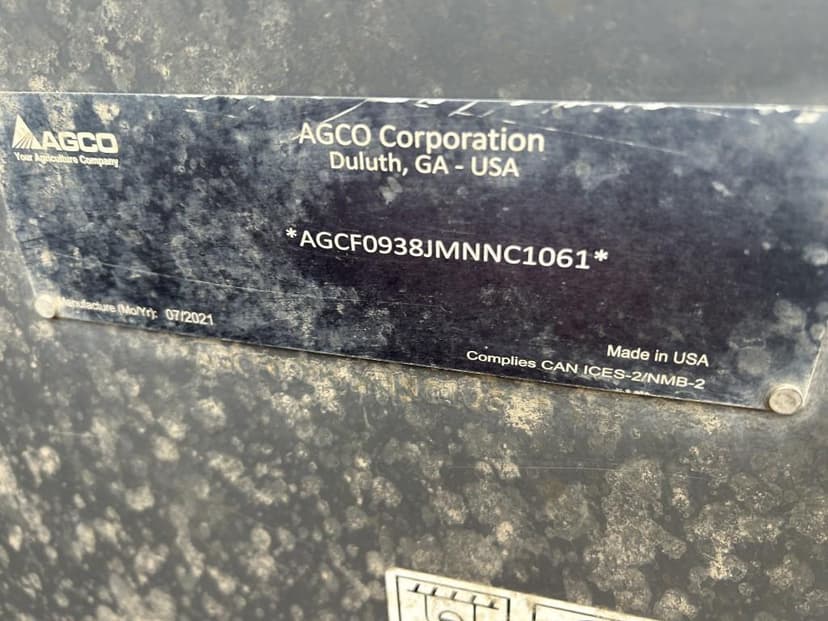 AGCO
Your Agriculture Company
AGCO Corporation
Duluth, GA - USA
*AGCF0938JMNNC1061*
Manufacture (Mo/Yr): 07/2021
Made in USA
Complies CAN ICES-2/NMB-2